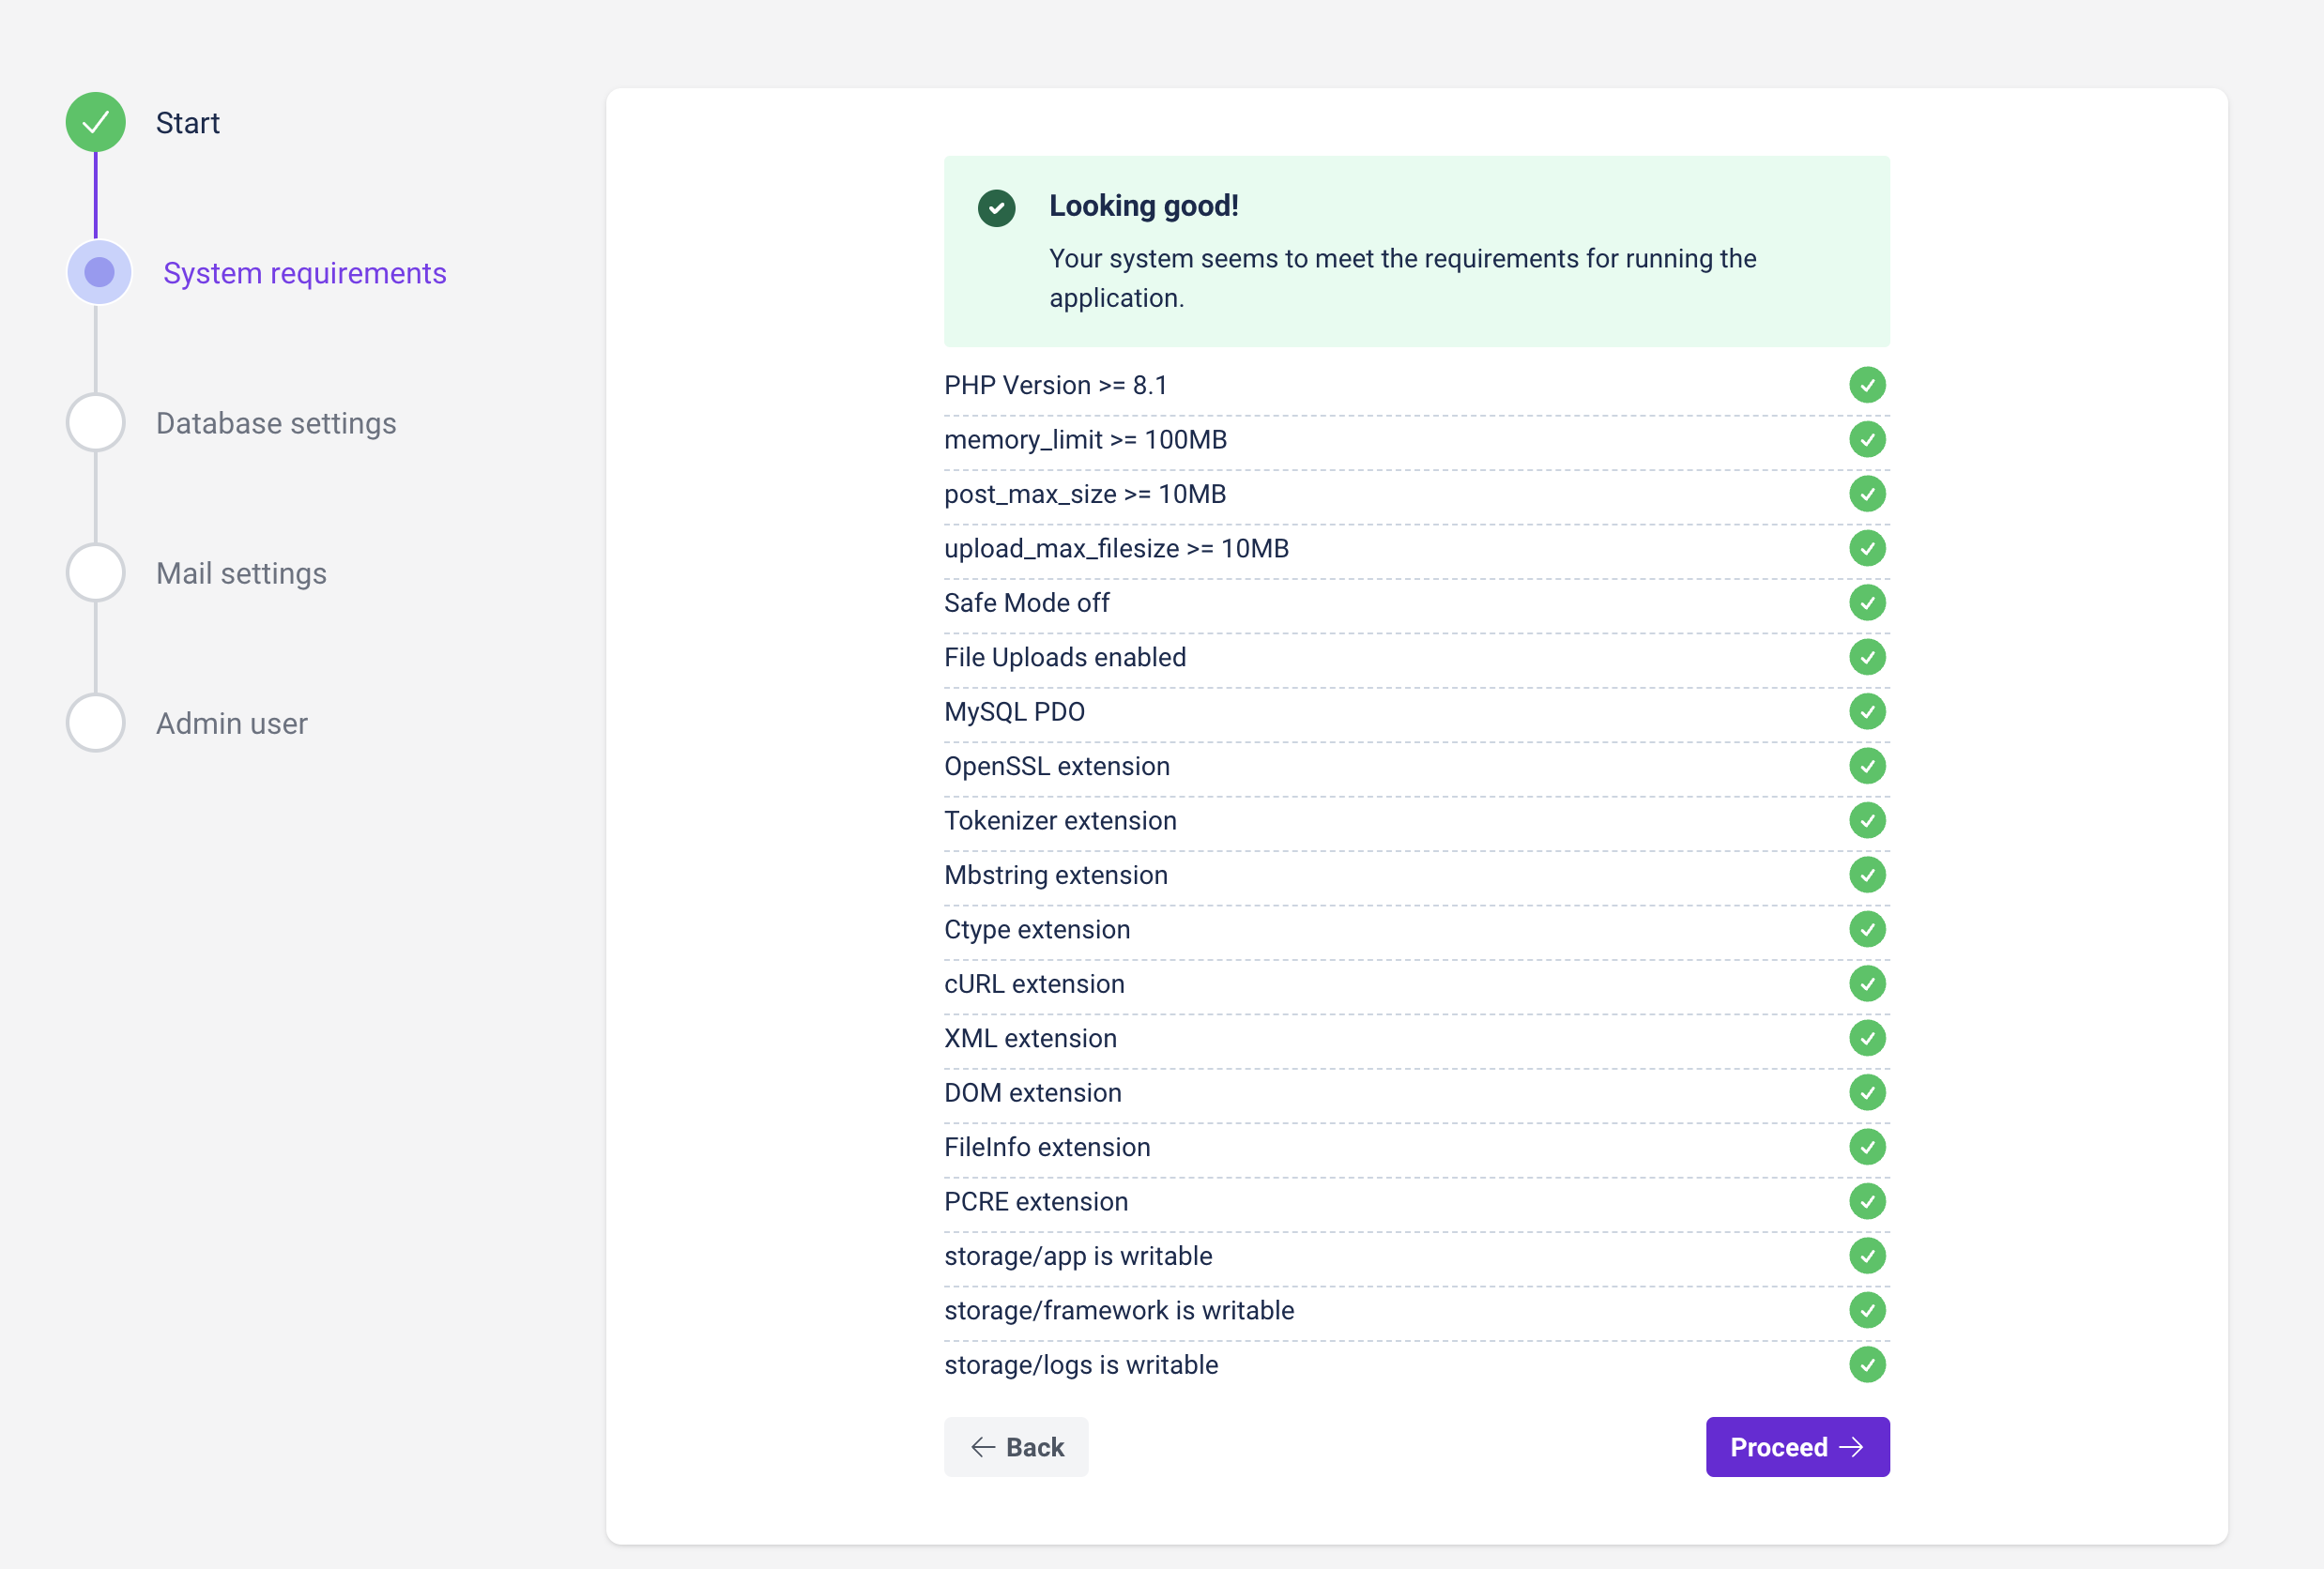 Start
System requirements
Database settings
Mail settings
Admin user
Looking good!
Your system seems to meet the requirements for running the
application.
PHP Version >= 8.1
memory_limit >= 100MB
post_max_size >= 10MB
upload_max_filesize >= 10MB
Safe Mode off
File Uploads enabled
MySQL PDO
OpenSSL extension
Tokenizer extension
Mbstring extension
Ctype extension
cURL extension
XML extension
DOM extension
FileInfo extension
PCRE extension
storage/app is writable
storage/framework is writable
storage/logs is writable
Back
Proceed